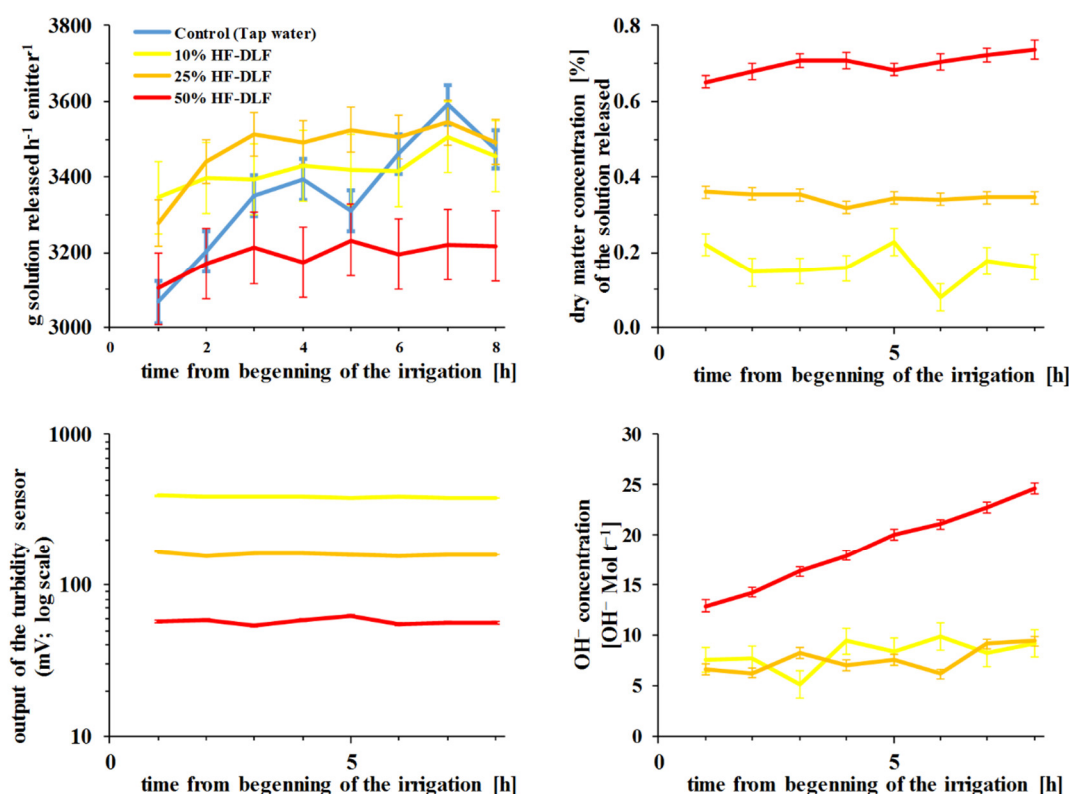 3800
3600
3400
3200
3000
g solution released h⁻¹ emitter¹
Control (Tap water)
10% HF-DLF
25% HF-DLF
50% HF-DLF
0 2 4 6 8
time from begenning of the irrigation [h]
0.8
0.6
0.4
0.2
0.0
dry matter concentration [%]
of the solution released
0 5
time from begenning of the irrigation [h]
1000
100
10
output of the turbidity sensor
(mV; log scale)
0 5
time from begenning of the irrigation [h]
30
25
20
15
10
5
0
OH⁻ concentration
[OH⁻ Mol t⁻¹]
0 5
time from begenning of the irrigation [h]